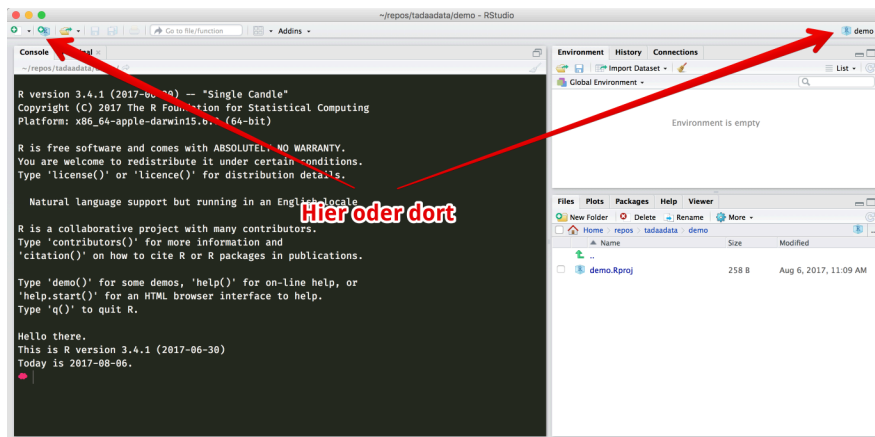 ~/repos/tadaadata/demo - RStudio
Go to file/function
Addins
demo
Console
~/repos/tadaadata/
R version 3.4.1 (2017-06-30) -- "Single Candle"
Copyright (C) 2017 The R Foundation for Statistical Computing
Platform: x86_64-apple-darwin15.6.0 (64-bit)
R is free software and comes with ABSOLUTELY NO WARRANTY.
You are welcome to redistribute it under certain conditions.
Type 'license()' or 'licence()' for distribution details.
Natural language support but running in an English locale
R is a collaborative project with many contributors.
Type 'contributors()' for more information and
'citation()' on how to cite R or R packages in publications.
Type 'demo()' for some demos, 'help()' for on-line help, or
'help.start()' for an HTML browser interface to help.
Type 'q()' to quit R.
Hello there.
This is R version 3.4.1 (2017-06-30)
Today is 2017-08-06.
Hier oder dort
Environment History Connections
Import Dataset
List
Global Environment
Environment is empty
Files Plots Packages Help Viewer
New Folder Delete Rename More
Home repos tadaadata demo
Name Size Modified
..
demo.Rproj 258 B Aug 6, 2017, 11:09 AM